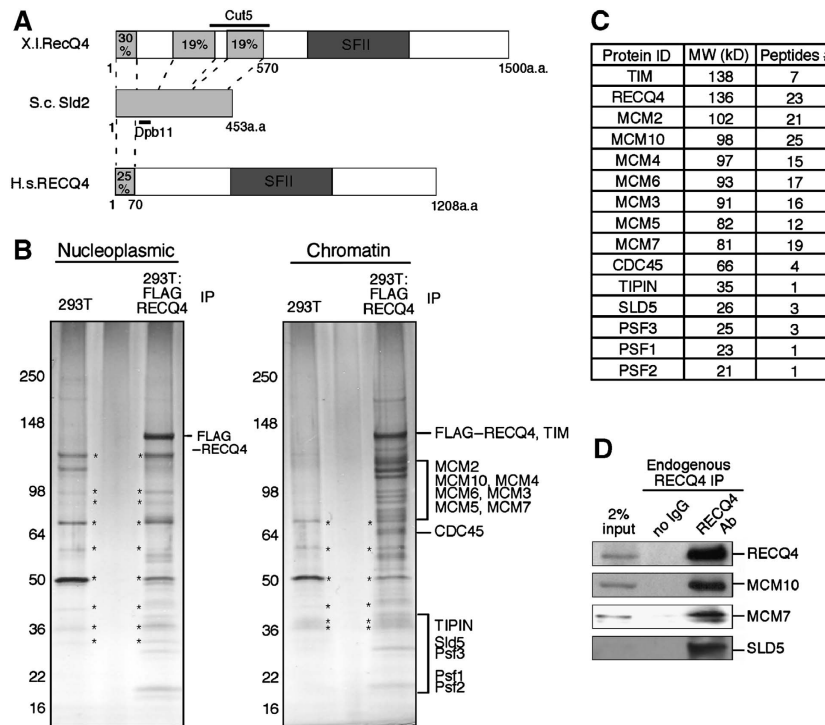 A
Cut5
X.l.RecQ4
30 %
19%
19%
SFII
1
570
1500a.a.
S.c. Sld2
1
Dpb11
453a.a
H.s.RECQ4
25 %
SFII
1
70
1208a.a
B
Nucleoplasmic
293T
293T:
FLAG
RECQ4
IP
250
148
98
64
50
36
22
16
FLAG
–RECQ4
* * * * * * * * *
* * * * * * * * *
Chromatin
293T
293T:
FLAG
RECQ4
IP
250
148
98
64
50
36
22
16
* * * * * *
* * * * * *
FLAG–RECQ4, TIM
MCM2
MCM10, MCM4
MCM6, MCM3
MCM5, MCM7
CDC45
TIPIN
Sld5
Psf3
Psf1
Psf2
C
Protein ID MW (kD) Peptides #
TIM 138 7
RECQ4 136 23
MCM2 102 21
MCM10 98 25
MCM4 97 15
MCM6 93 17
MCM3 91 16
MCM5 82 12
MCM7 81 19
CDC45 66 4
TIPIN 35 1
SLD5 26 3
PSF3 25 3
PSF1 23 1
PSF2 21 1
D
Endogenous
RECQ4 IP
2%
input
no IgG
RECQ4
Ab
RECQ4
MCM10
MCM7
SLD5